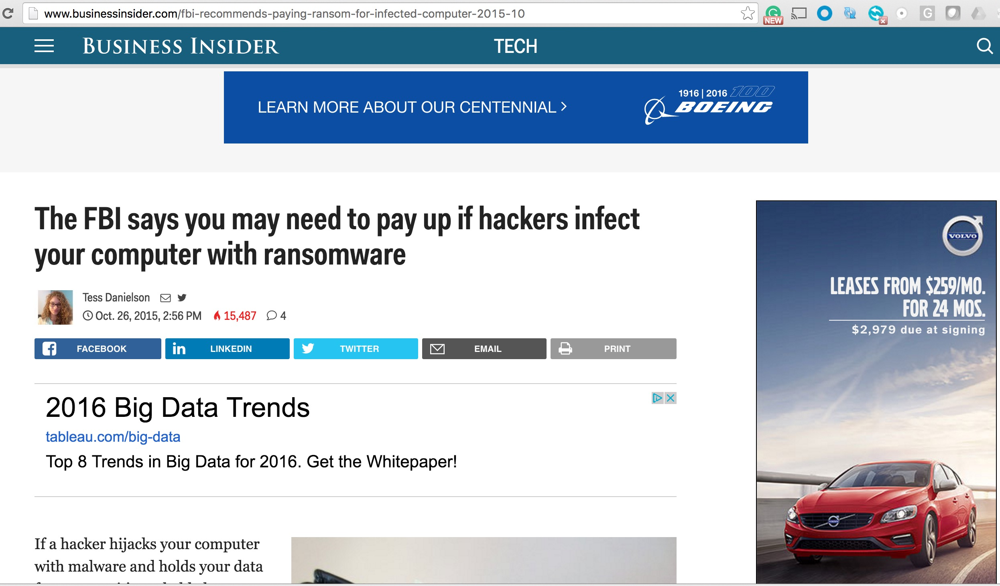 www.businessinsider.com/fbi-recommends-paying-ransom-for-infected-computer-2015-10
NEW
G
BUSINESS INSIDER
TECH
LEARN MORE ABOUT OUR CENTENNIAL >
1916 | 2016 100
BOEING
The FBI says you may need to pay up if hackers infect
your computer with ransomware
Tess Danielson
Oct. 26, 2015, 2:56 PM 15,487 4
FACEBOOK
LINKEDIN
TWITTER
EMAIL
PRINT
2016 Big Data Trends
tableau.com/big-data
Top 8 Trends in Big Data for 2016. Get the Whitepaper!
If a hacker hijacks your computer
with malware and holds your data
VOLVO
LEASES FROM $259/MO.
FOR 24 MOS.
$2,979 due at signing